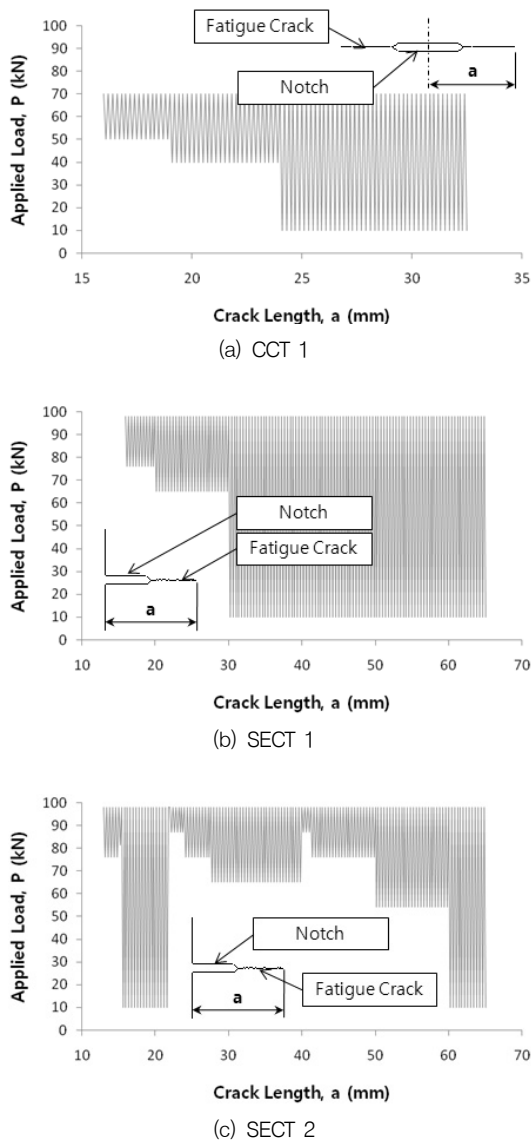 100
90
80
70
60
50
40
30
20
10
0
Applied Load, P (kN)
Fatigue Crack
Notch
a
15 20 25 30 35
Crack Length, a (mm)
(a) CCT 1
100
90
80
70
60
50
40
30
20
10
0
Applied Load, P (kN)
Notch
Fatigue Crack
a
10 20 30 40 50 60 70
Crack Length, a (mm)
(b) SECT 1
100
90
80
70
60
50
40
30
20
10
0
Applied Load, P (kN)
Notch
Fatigue Crack
a
10 20 30 40 50 60 70
Crack Length, a (mm)
(c) SECT 2